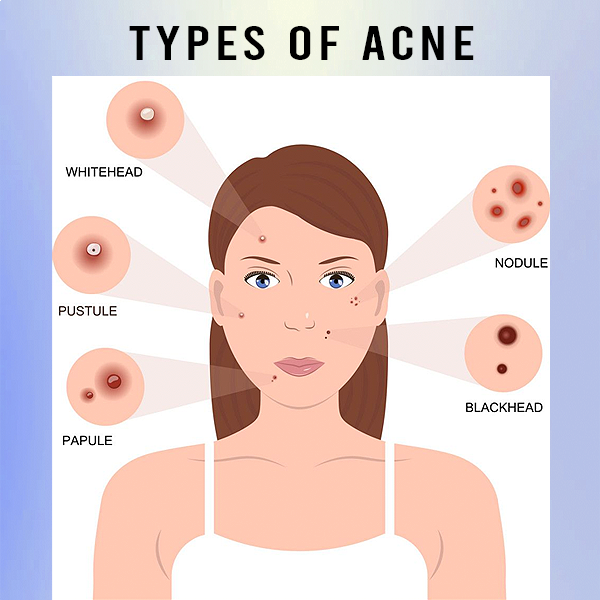 TYPES OF ACNE
WHITEHEAD
PUSTULE
PAPULE
NODULE
BLACKHEAD